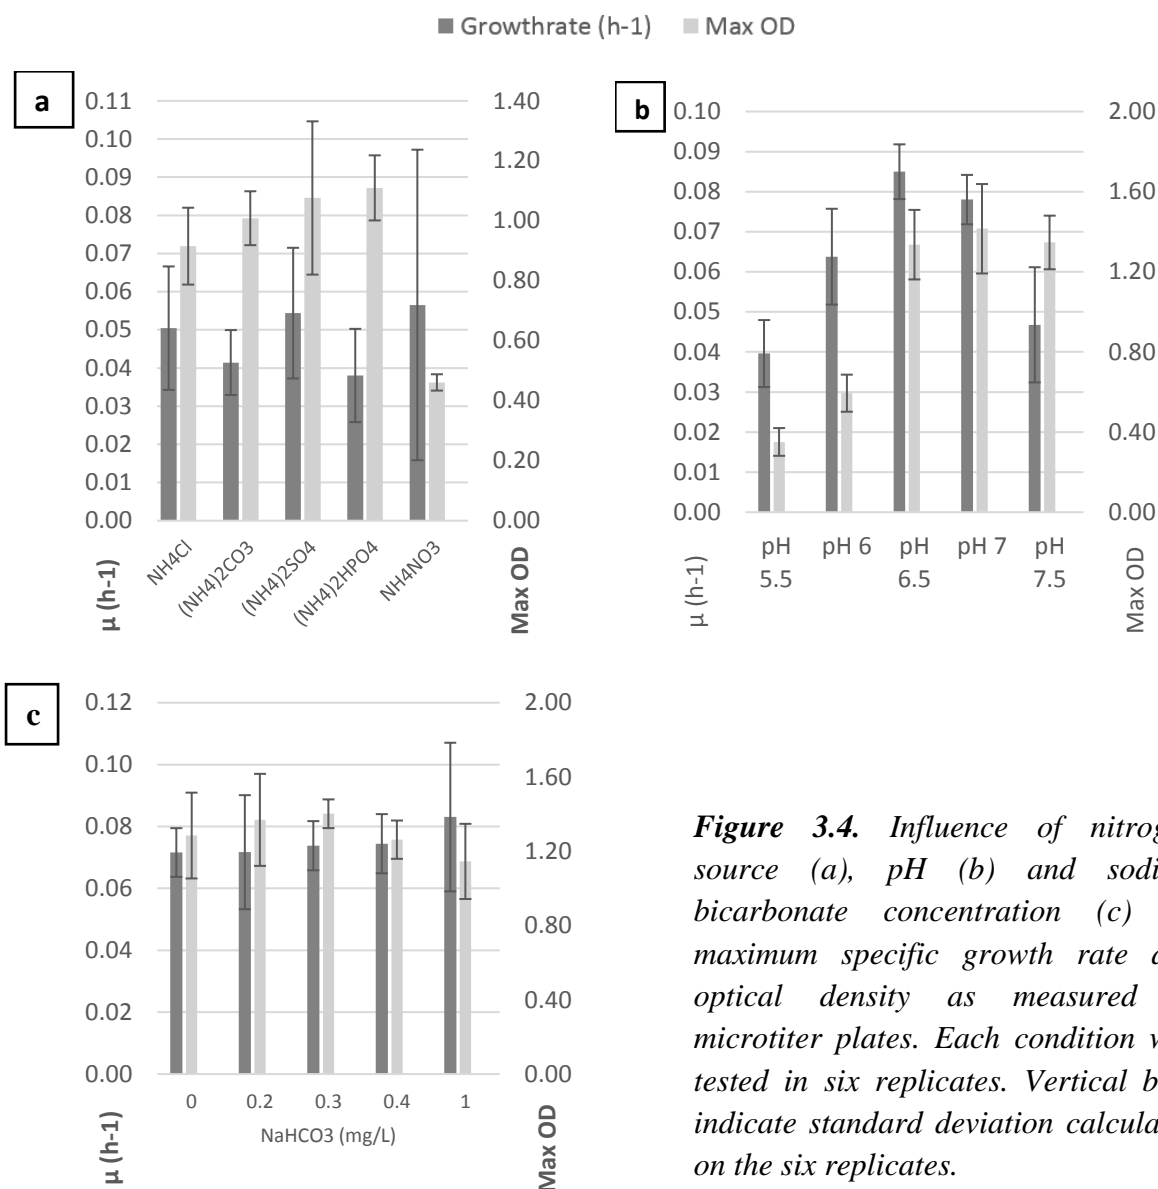 Growthrate (h-1) Max OD
a
0.11
0.10
0.09
0.08
0.07
0.06
0.05
0.04
0.03
0.02
0.01
0.00
1.40
1.20
1.00
0.80
0.60
0.40
0.20
0.00
NH4Cl
(NH4)2CO3
(NH4)2SO4
(NH4)2HPO4
NH4NO3
µ (h-1)
Max OD
b
0.10
0.09
0.08
0.07
0.06
0.05
0.04
0.03
0.02
0.01
0.00
2.00
1.60
1.20
0.80
0.40
0.00
pH 5.5
pH 6
pH 6.5
pH 7
pH 7.5
µ (h-1)
Max OD
c
0.12
0.10
0.08
0.06
0.04
0.02
0.00
2.00
1.60
1.20
0.80
0.40
0.00
0 0.2 0.3 0.4 1
NaHCO3 (mg/L)
µ (h-1)
Max OD
Figure 3.4. Influence of nitrog
source (a), pH (b) and sodi
bicarbonate concentration (c)
maximum specific growth rate
optical density as measured
microtiter plates. Each condition
tested in six replicates. Vertical
indicate standard deviation calcula
on the six replicates.